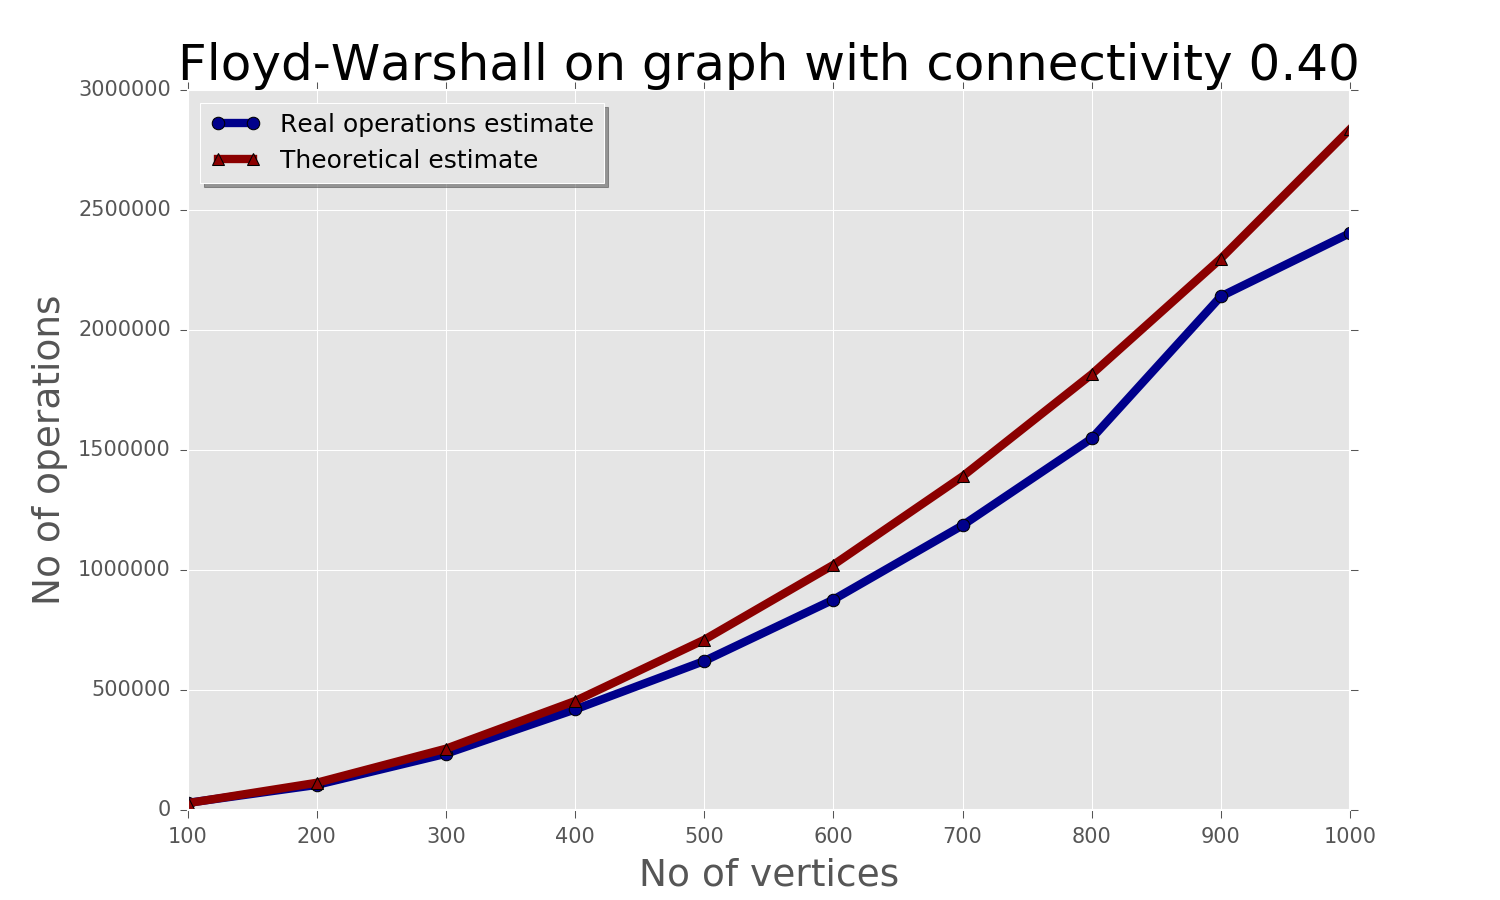 Floyd-Warshall on graph with connectivity 0.40
3000000
2500000
2000000
1500000
1000000
500000
0
Real operations estimate
Theoretical estimate
No of operations
100 200 300 400 500 600 700 800 900 1000
No of vertices